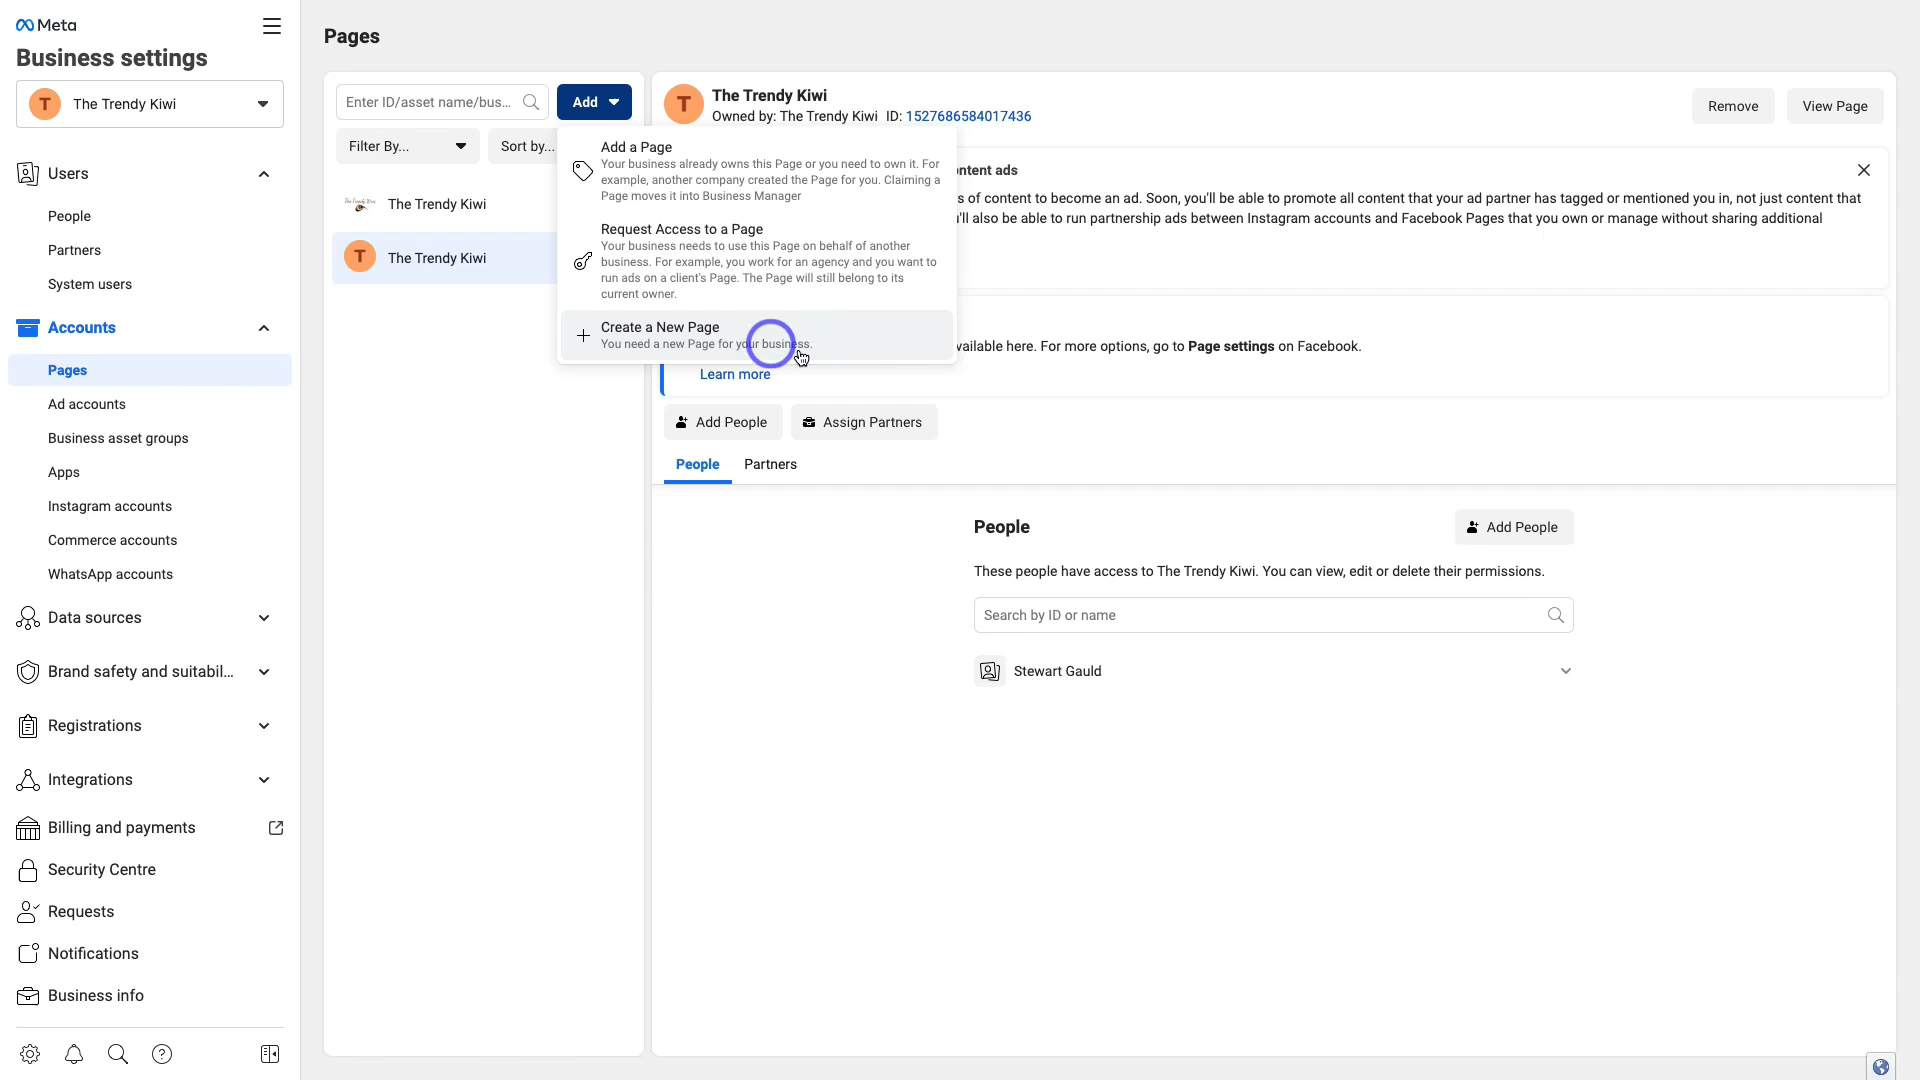 Meta
Business settings
T
The Trendy Kiwi
Users
People
Partners
System users
Accounts
Pages
Ad accounts
Business asset groups
Apps
Instagram accounts
Commerce accounts
WhatsApp accounts
Data sources
Brand safety and suitabil...
Registrations
Integrations
Billing and payments
Security Centre
Requests
Notifications
Business info
Pages
Enter ID/asset name/bus...
Add
Filter By...
Sort by...
The Trendy Kiwi
The Trendy Kiwi
T
The Trendy Kiwi
Add a Page
Your business already owns this Page or you need to own it. For
example, another company created the Page for you. Claiming a
Page moves it into Business Manager
Request Access to a Page
Your business needs to use this Page on behalf of another
business. For example, you work for an agency and you want to
run ads on a client's Page. The Page will still belong to its
current owner.
Create a New Page
You need a new Page for your business.
T
The Trendy Kiwi
Owned by: The Trendy Kiwi ID: 1527686584017436
Remove
View Page
ntent ads
s of content to become an ad. Soon, you'll be able to promote all content that your ad partner has tagged or mentioned you in, not just content that
'll also be able to run partnership ads between Instagram accounts and Facebook Pages that you own or manage without sharing additional
vailable here. For more options, go to Page settings on Facebook.
Learn more
Add People
Assign Partners
People
Partners
People
Add People
These people have access to The Trendy Kiwi. You can view, edit or delete their permissions.
Search by ID or name
Stewart Gauld